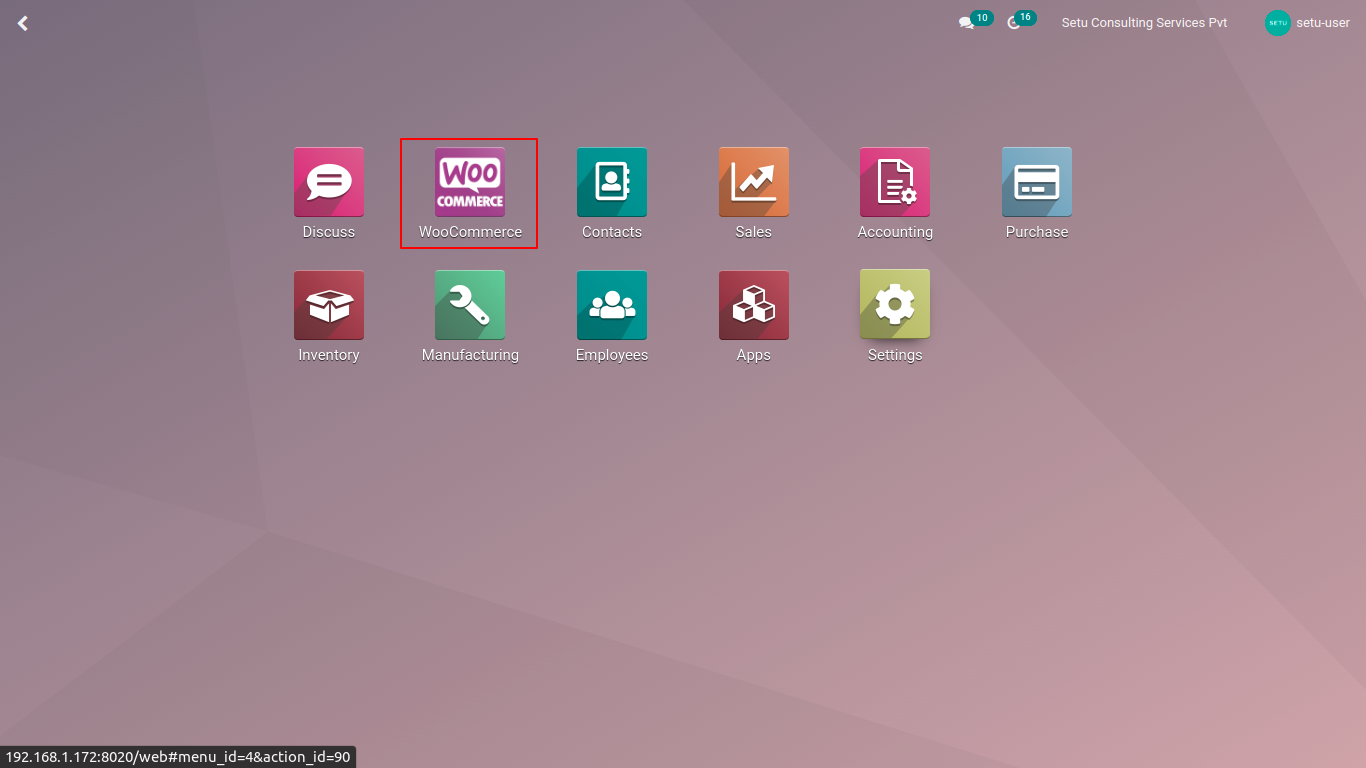 10
16
Setu Consulting Services Pvt
SETU
setu-user
WOO
COMMERCE
Discuss
WooCommerce
Contacts
Sales
Accounting
Purchase
Inventory
Manufacturing
Employees
Apps
Settings
192.168.1.172:8020/web#menu_id=4&action_id=90